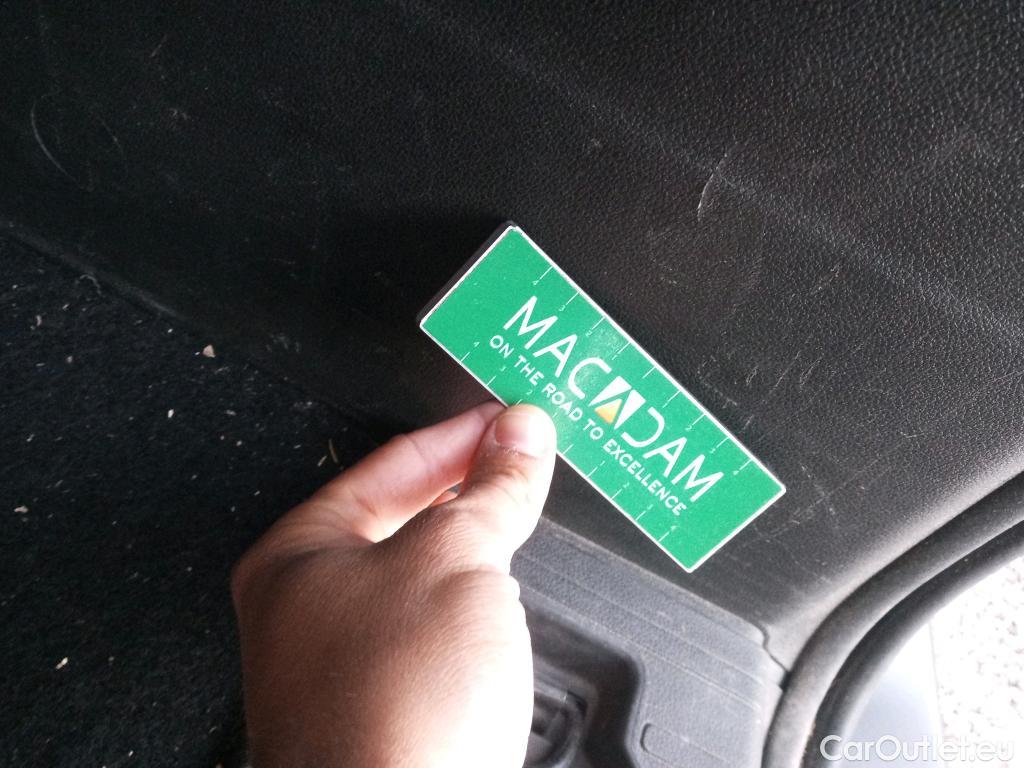 MACADAM
ON THE ROAD TO EXCELLENCE
CarOutlet.eu